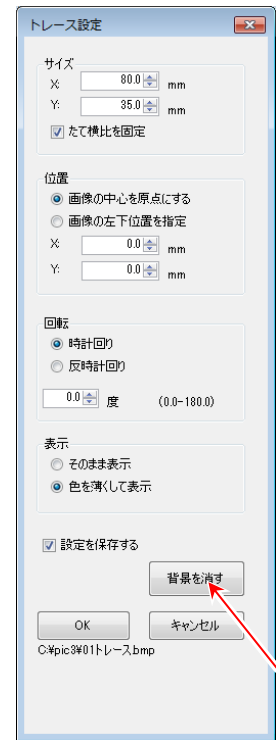 トレース設定
サイズ
X: 80.0 mm
Y: 35.0 mm
たて横比を固定
位置
画像の中心を原点にする
画像の左下位置を指定
X: 0.0 mm
Y: 0.0 mm
回転
時計回り
反時計回り
0.0 度 (0.0-180.0)
表示
そのまま表示
色を薄くして表示
設定を保存する
背景を消す
OK キャンセル
C:¥pic3¥01トレース.bmp